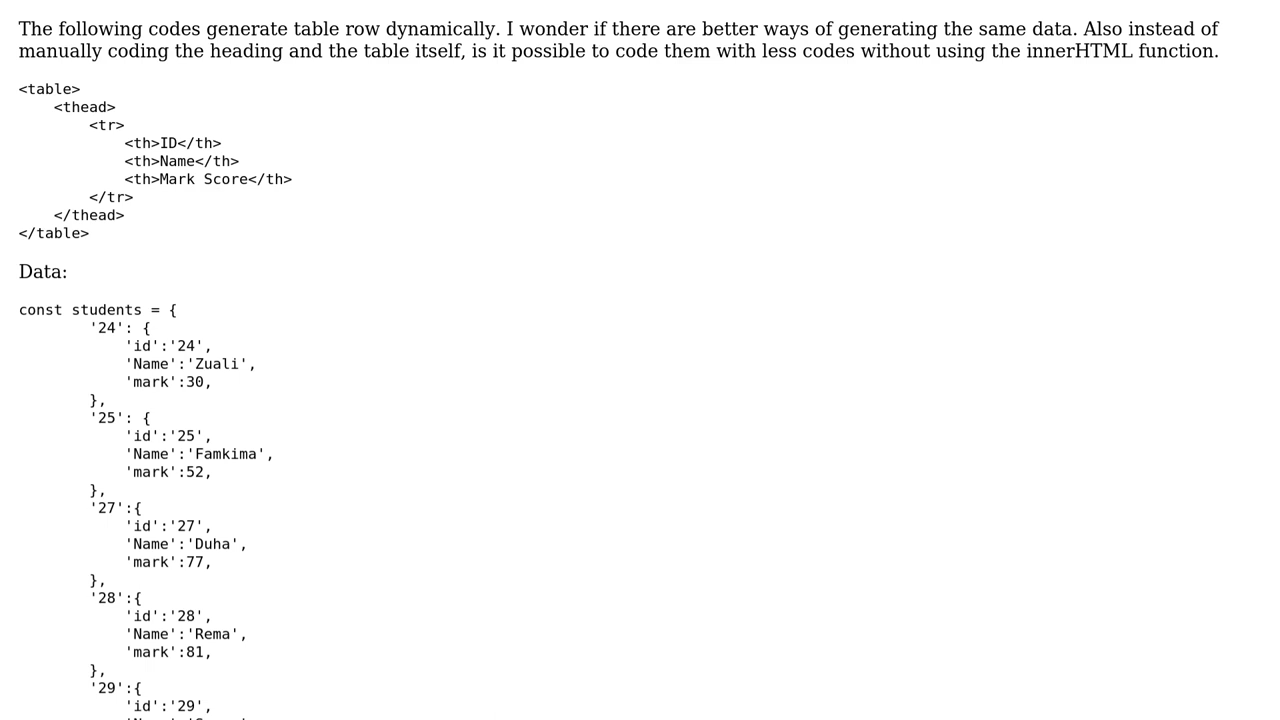 The following codes generate table row dynamically. I wonder if there are better ways of generating the same data. Also instead of
manually coding the heading and the table itself, is it possible to code them with less codes without using the innerHTML function.
<table>
    <thead>
        <tr>
            <th>ID</th>
            <th>Name</th>
            <th>Mark Score</th>
        </tr>
    </thead>
</table>
Data:
const students = {
        '24': {
            'id':'24',
            'Name':'Zuali',
            'mark':30,
        },
        '25': {
            'id':'25',
            'Name':'Famkima',
            'mark':52,
        },
        '27':{
            'id':'27',
            'Name':'Duha',
            'mark':77,
        },
        '28':{
            'id':'28',
            'Name':'Rema',
            'mark':81,
        },
        '29':{
            'id':'29',